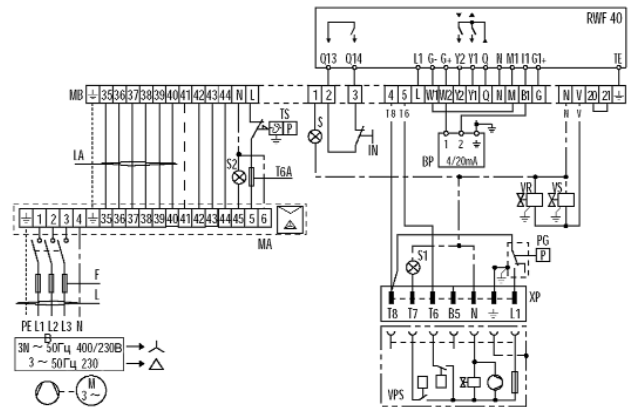 RWF 40
Q13 Q14 L1 G- G+ Y2 Y1 Q N M1 I1 G1+ TE
MB ⏚ 35 36 37 38 39 40 41 42 43 44 N L
1 2 3 4 5 L W1 W2 Y2 Y1 Q N M B1 G N V 20 21 ⏚
T8 T6 N V
TS
P
S
IN
1 2 ⏚
BP 4/20mA
LA
S2
T6A
VR VS
⏚ 1 2 3 4 ⏚ 35 36 37 38 39 40 41 42 43 44 45 5 6
MA
PG
P
S1
F
L
XP
T8 T7 T6 B5 N ⏚ L1
PE L1 L2 L3 N
B
3N ~ 50Гц 400/230В
3 ~ 50Гц 230
VPS
M
3 ~